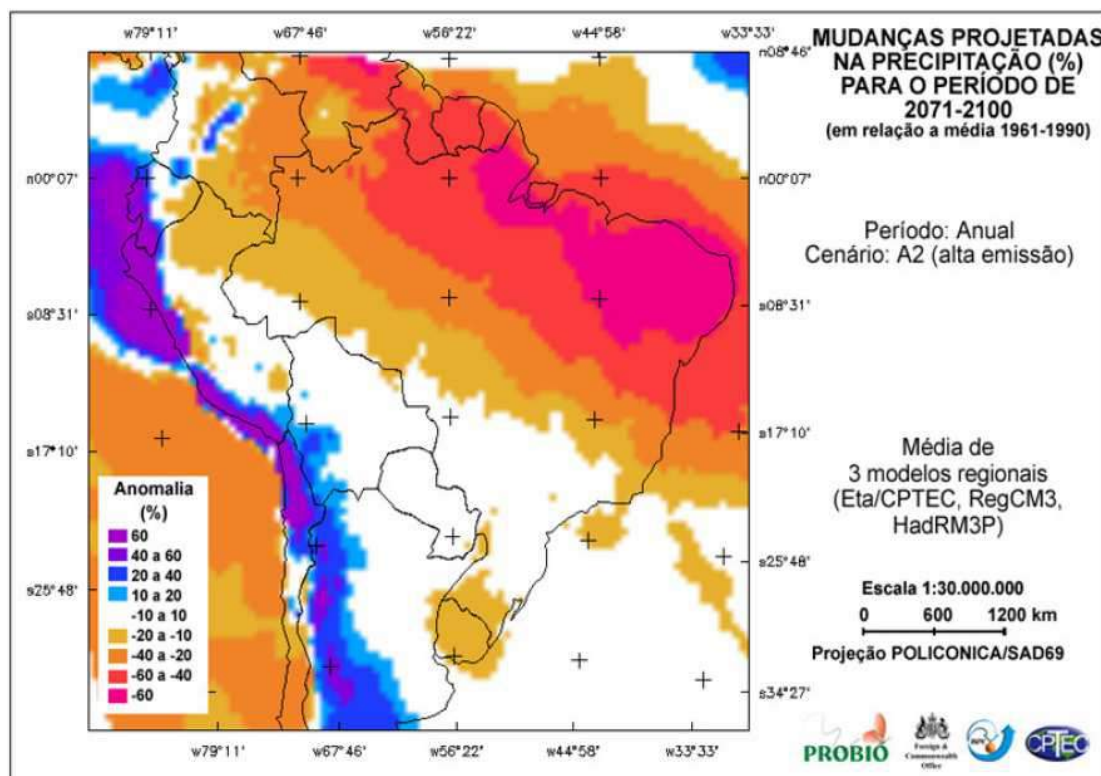 w79°11' w67°46' w56°22' w44°58' w33°33'
n08°46'
n00°07' n00°07'
s08°31' s08°31'
s17°10' s17°10'
s25°48' s25°48'
s34°27'
w79°11' w67°46' w56°22' w44°58' w33°33'
Anomalia
(%)
60
40 a 60
20 a 40
10 a 20
-10 a 10
-20 a -10
-40 a -20
-60 a -40
-60
MUDANÇAS PROJETADAS
NA PRECIPITAÇÃO (%)
PARA O PERÍODO DE
2071-2100
(em relação a média 1961-1990)
Período: Anual
Cenário: A2 (alta emissão)
Média de
3 modelos regionais
(Eta/CPTEC, RegCM3,
HadRM3P)
Escala 1:30.000.000
0 600 1200 km
Projeção POLICONICA/SAD69
PROBIO
Foreign &
Commonwealth
Office
CPTEC